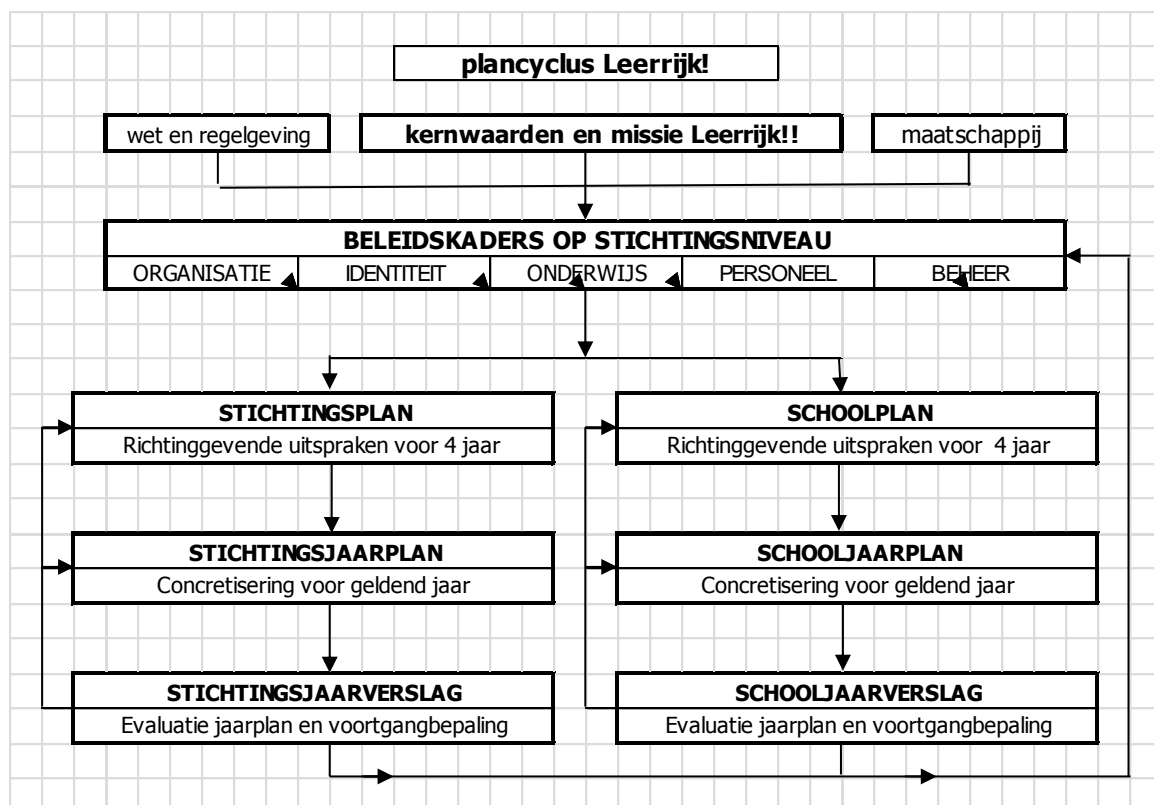 plancyclus Leerrijk!
wet en regelgeving
kernwaarden en missie Leerrijk!!
maatschappij
BELEIDSKADERS OP STICHTINGSNIVEAU
ORGANISATIE
IDENTITEIT
ONDERWIJS
PERSONEEL
BEHEER
STICHTINGSPLAN
Richtinggevende uitspraken voor 4 jaar
SCHOOLPLAN
Richtinggevende uitspraken voor 4 jaar
STICHTINGSJAARPLAN
Concretisering voor geldend jaar
SCHOOLJAARPLAN
Concretisering voor geldend jaar
STICHTINGSJAARVERSLAG
Evaluatie jaarplan en voortgangbepaling
SCHOOLJAARVERSLAG
Evaluatie jaarplan en voortgangbepaling